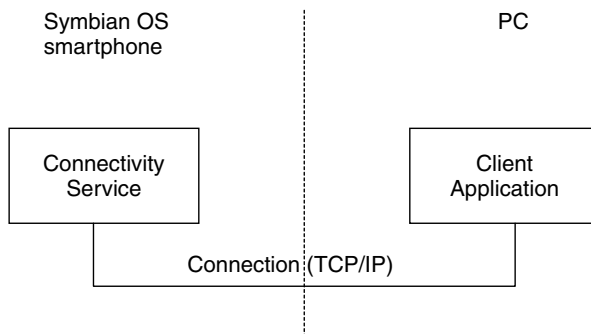 Symbian OS
smartphone
PC
Connectivity
Service
Client
Application
Connection (TCP/IP)